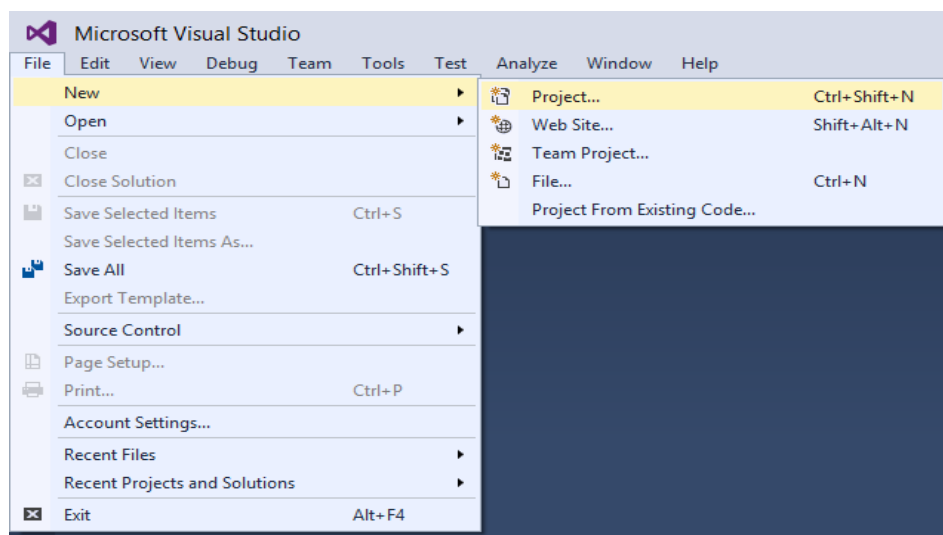 Microsoft Visual Studio
File Edit View Debug Team Tools Test Analyze Window Help
New
Open
Close
Close Solution
Save Selected Items Ctrl+S
Save Selected Items As...
Save All Ctrl+Shift+S
Export Template...
Source Control
Page Setup...
Print... Ctrl+P
Account Settings...
Recent Files
Recent Projects and Solutions
Exit Alt+F4
Project... Ctrl+Shift+N
Web Site... Shift+Alt+N
Team Project...
File... Ctrl+N
Project From Existing Code...